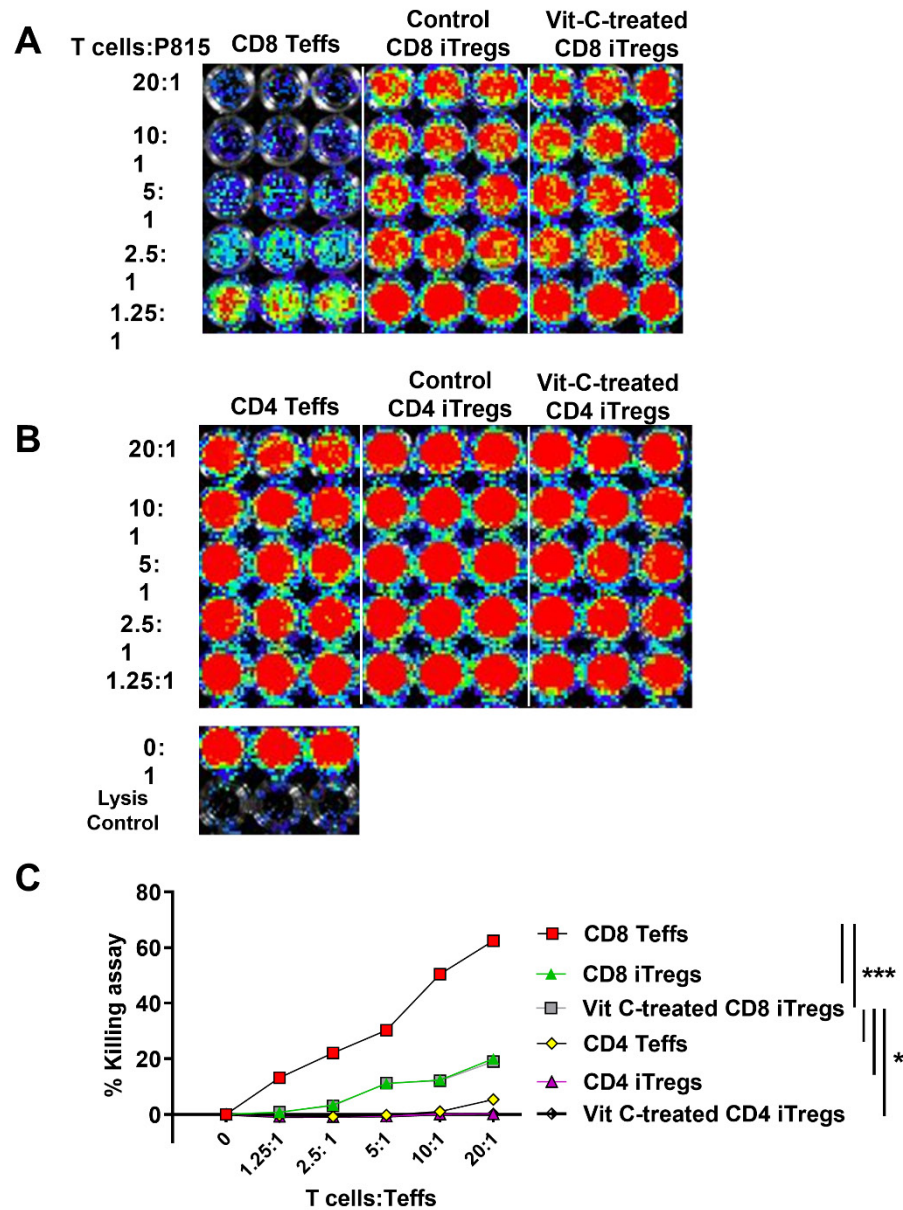 A
T cells:P815
CD8 Teffs
Control
CD8 iTregs
Vit-C-treated
CD8 iTregs
20:1
10:
1
5:
1
2.5:
1
1.25:
1
B
CD4 Teffs
Control
CD4 iTregs
Vit-C-treated
CD4 iTregs
20:1
10:
1
5:
1
2.5:
1
1.25:1
0:
1
Lysis
Control
C
% Killing assay
80
60
40
20
0
0
1.25:1
2.5: 1
5:1
10:1
20:1
T cells:Teffs
CD8 Teffs
CD8 iTregs
Vit C-treated CD8 iTregs
CD4 Teffs
CD4 iTregs
Vit C-treated CD4 iTregs
***
*